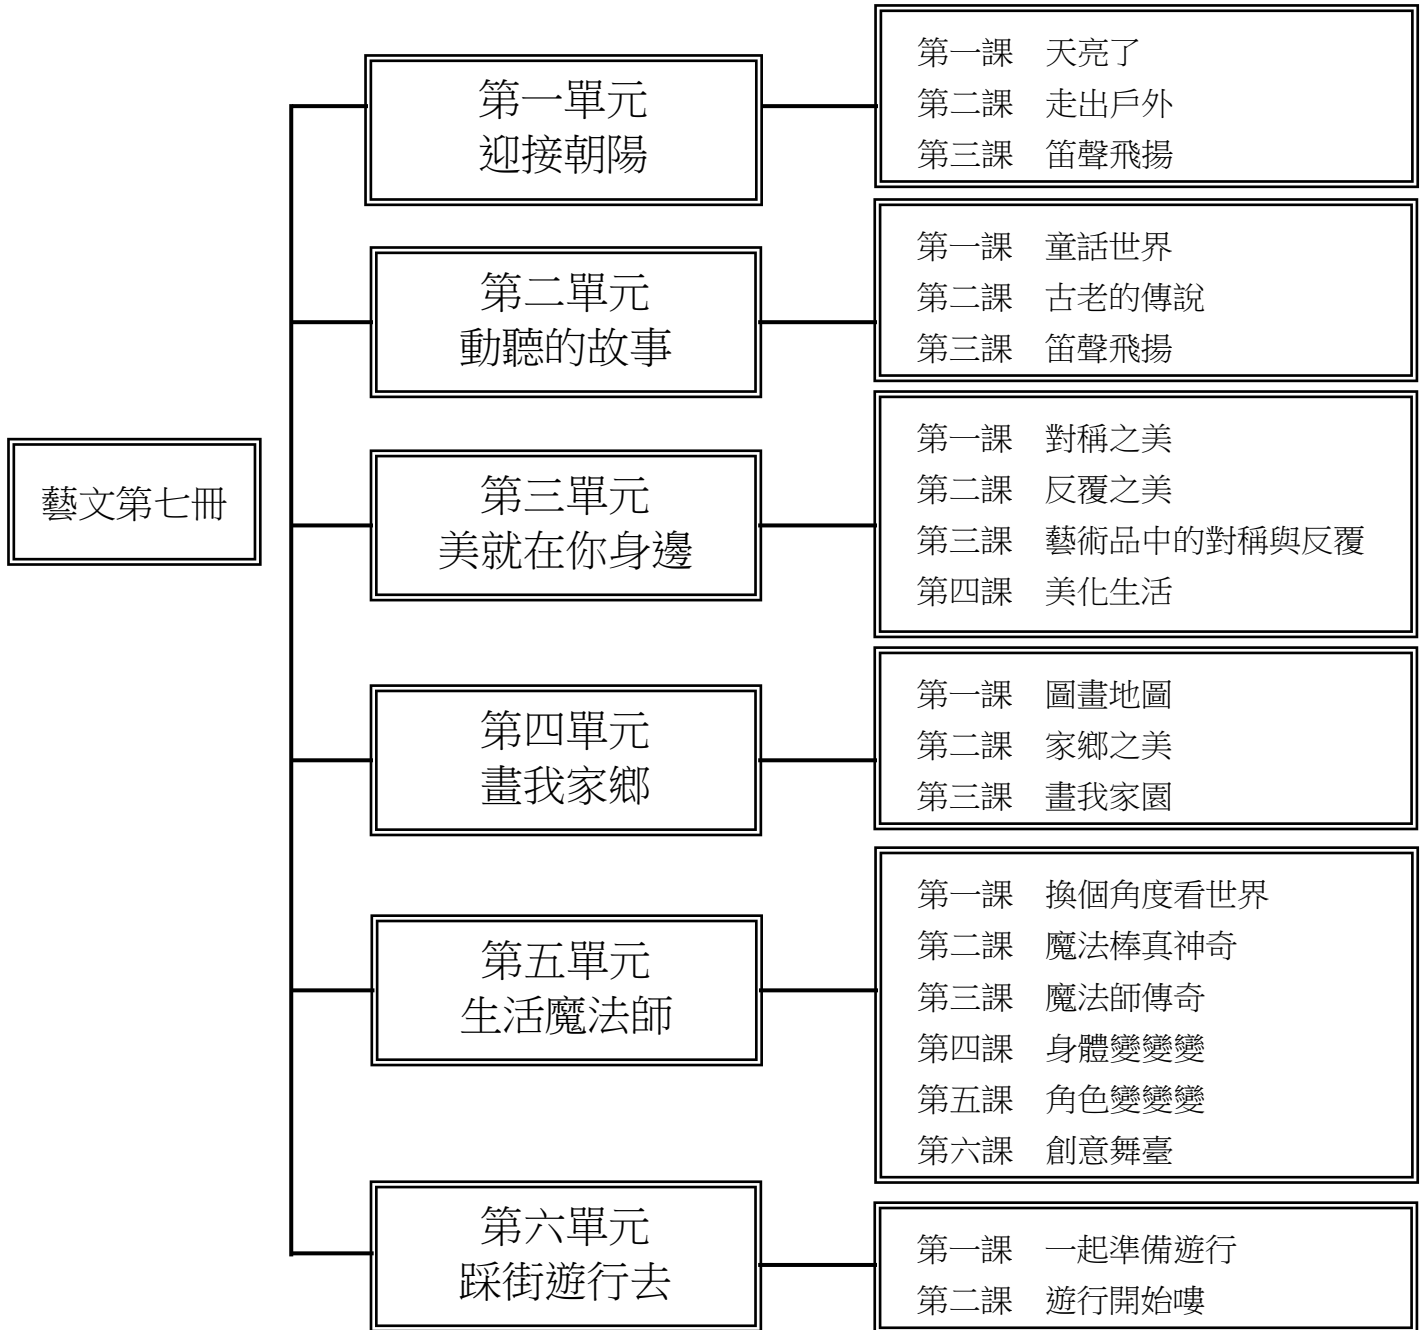 藝文第七冊
第一單元
迎接朝陽
第一課　天亮了
第二課　走出戶外
第三課　笛聲飛揚
第二單元
動聽的故事
第一課　童話世界
第二課　古老的傳說
第三課　笛聲飛揚
第三單元
美就在你身邊
第一課　對稱之美
第二課　反覆之美
第三課　藝術品中的對稱與反覆
第四課　美化生活
第四單元
畫我家鄉
第一課　圖畫地圖
第二課　家鄉之美
第三課　畫我家園
第五單元
生活魔法師
第一課　換個角度看世界
第二課　魔法棒真神奇
第三課　魔法師傳奇
第四課　身體變變變
第五課　角色變變變
第六課　創意舞臺
第六單元
踩街遊行去
第一課　一起準備遊行
第二課　遊行開始嘍